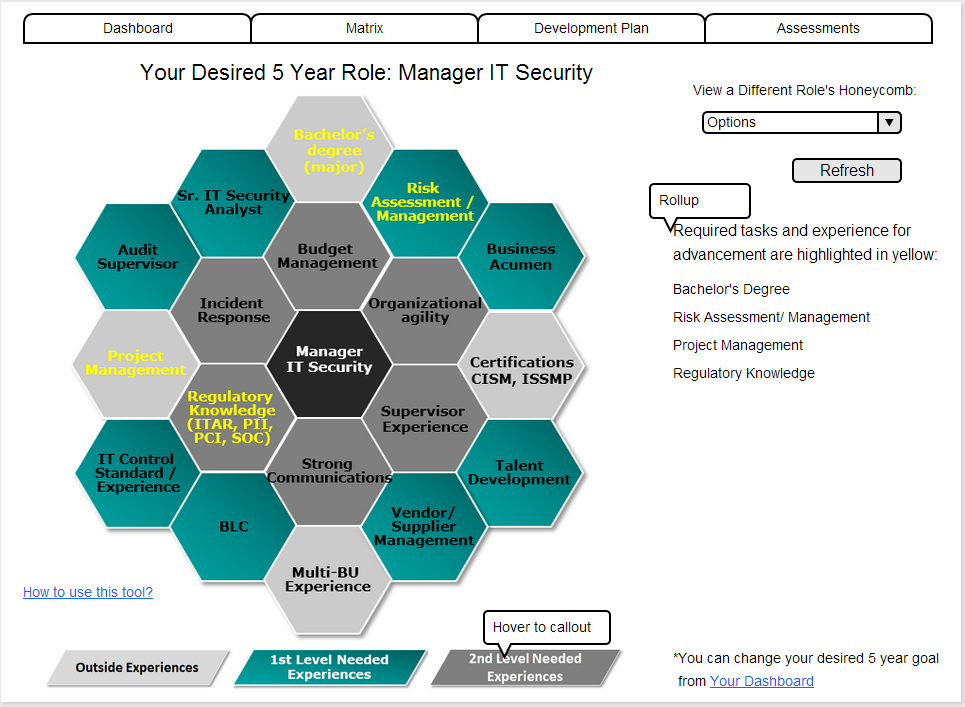 Dashboard
Matrix
Development Plan
Assessments
Your Desired 5 Year Role: Manager IT Security
View a Different Role's Honeycomb:
Options
Refresh
Rollup
Required tasks and experience for
advancement are highlighted in yellow:
Bachelor's Degree
Risk Assessment/ Management
Project Management
Regulatory Knowledge
Bachelor's
degree
(major)
Sr. IT Security
Analyst
Risk
Assessment /
Management
Audit
Supervisor
Budget
Management
Business
Acumen
Incident
Response
Organizational
agility
Project
Management
Manager
IT Security
Certifications
CISM, ISSMP
Regulatory
Knowledge
(ITAR, PII,
PCI, SOC)
Supervisor
Experience
IT Control
Standard /
Experience
Strong
Communications
Talent
Development
BLC
Vendor/
Supplier
Management
Multi-BU
Experience
How to use this tool?
Hover to callout
Outside Experiences
1st Level Needed
Experiences
2nd Level Needed
Experiences
*You can change your desired 5 year goal
from Your Dashboard